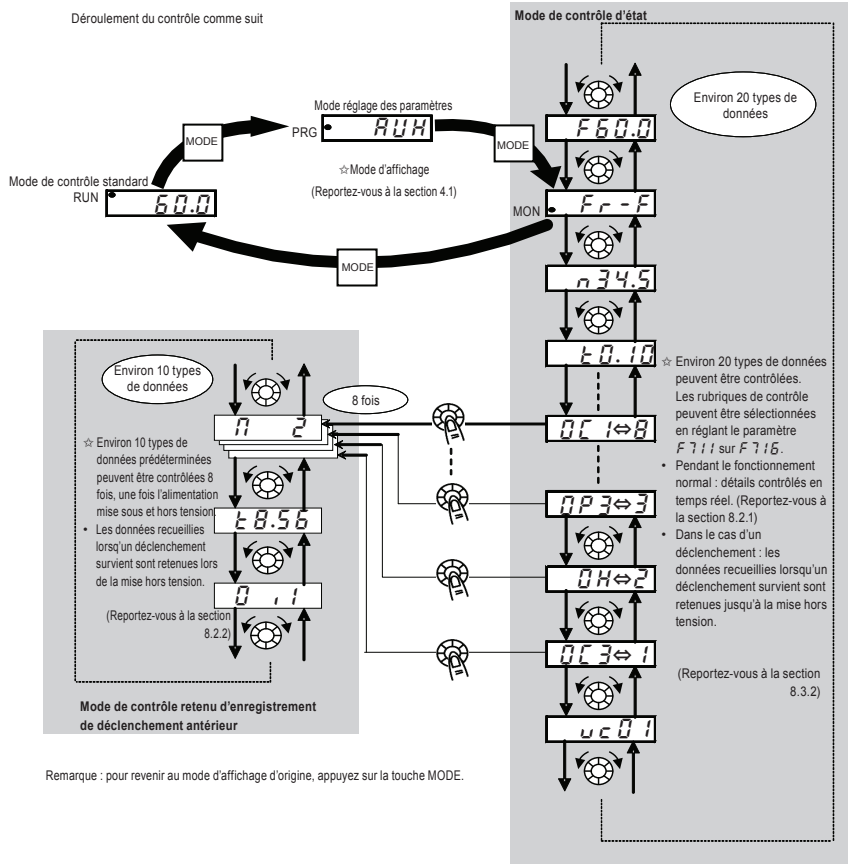 Déroulement du contrôle comme suit
Mode de contrôle d'état
Mode réglage des paramètres
PRG
AUH
MODE
MODE
☆Mode d'affichage
(Reportez-vous à la section 4.1)
Mode de contrôle standard
RUN
60.0
MODE
Environ 20 types de
données
F60.0
MON
Fr-F
n34.5
t0.10
☆ Environ 20 types de données
peuvent être contrôlées.
Les rubriques de contrôle
peuvent être sélectionnées
en réglant le paramètre
F711 sur F716.
• Pendant le fonctionnement
normal : détails contrôlés en
temps réel. (Reportez-vous à
la section 8.2.1)
• Dans le cas d'un
déclenchement : les
données recueillies lorsqu'un
déclenchement survient sont
retenues jusqu'à la mise hors
tension.
(Reportez-vous à la section
8.3.2)
OC1⇔8
OP3⇔3
OH⇔2
OC3⇔1
uc01
Environ 10 types
de données
8 fois
n 2
t8.56
O ,1
☆ Environ 10 types de
données prédéterminées
peuvent être contrôlées 8
fois, une fois l'alimentation
mise sous et hors tension.
• Les données recueillies
lorsqu'un déclenchement
survient sont retenues lors
de la mise hors tension.
(Reportez-vous à la section
8.2.2)
Mode de contrôle retenu d'enregistrement
de déclenchement antérieur
Remarque : pour revenir au mode d'affichage d'origine, appuyez sur la touche MODE.